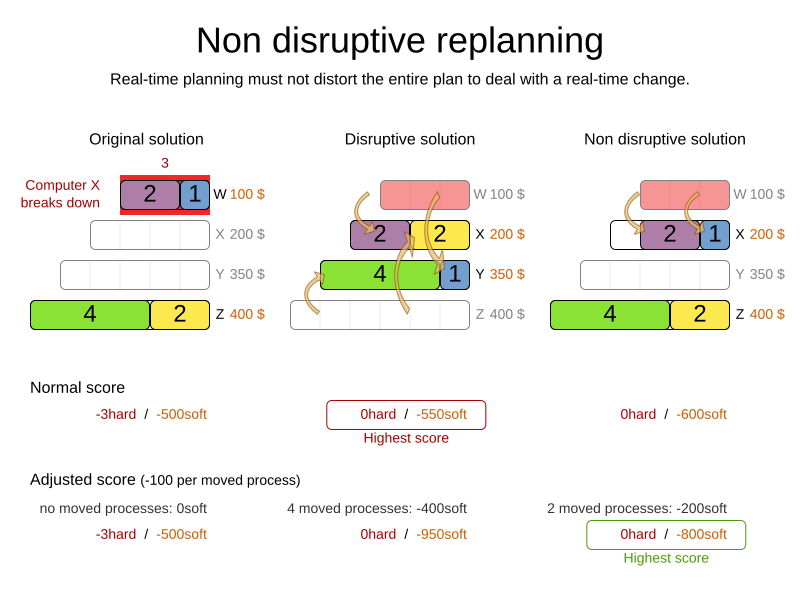 Non disruptive replanning
Real-time planning must not distort the entire plan to deal with a real-time change.
Original solution
Disruptive solution
Non disruptive solution
3
Computer X
breaks down
2 1 W 100 $
X 200 $
Y 350 $
4 2 Z 400 $
W 100 $
2 2 X 200 $
4 1 Y 350 $
Z 400 $
W 100 $
2 1 X 200 $
Y 350 $
4 2 Z 400 $
Normal score
-3hard / -500soft
0hard / -550soft
Highest score
0hard / -600soft
Adjusted score (-100 per moved process)
no moved processes: 0soft
-3hard / -500soft
4 moved processes: -400soft
0hard / -950soft
2 moved processes: -200soft
0hard / -800soft
Highest score